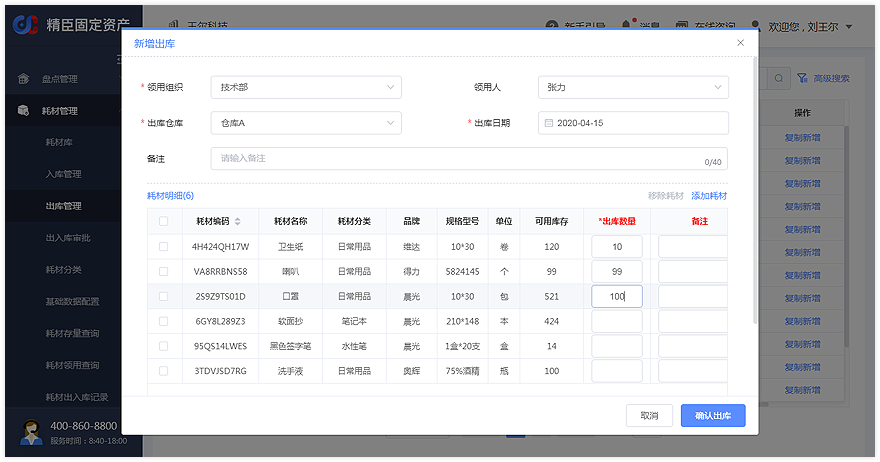 精臣固定资产
王尔科技
新手引导
消息
在线咨询
欢迎您，刘王尔
盘点管理
耗材管理
耗材库
入库管理
出库管理
出入库审批
耗材分类
基础数据配置
耗材存量查询
耗材领用查询
耗材出入库记录
400-860-8800
服务时间：8:40-18:00
高级搜索
操作
复制新增
复制新增
复制新增
复制新增
复制新增
复制新增
复制新增
复制新增
复制新增
复制新增
复制新增
复制新增
新增出库
* 领用组织 技术部 领用人 张力
* 出库仓库 仓库A * 出库日期 2020-04-15
备注 请输入备注 0/40
耗材明细(6) 移除耗材 添加耗材
耗材编码 耗材名称 耗材分类 品牌 规格型号 单位 可用库存 *出库数量 备注
4H424QH17W 卫生纸 日常用品 维达 10*30 卷 120 10
VA8RRBNS58 喇叭 日常用品 得力 5824145 个 99 99
2S9Z9TS01D 口罩 日常用品 晨光 10*30 包 521 100
6GY8L289Z3 软面抄 笔记本 晨光 210*148 本 424
95QS14LWES 黑色签字笔 水性笔 晨光 1盒*20支 盒 14
3TDVJSD7RG 洗手液 日常用品 奥辉 75%酒精 瓶 100
取消 确认出库